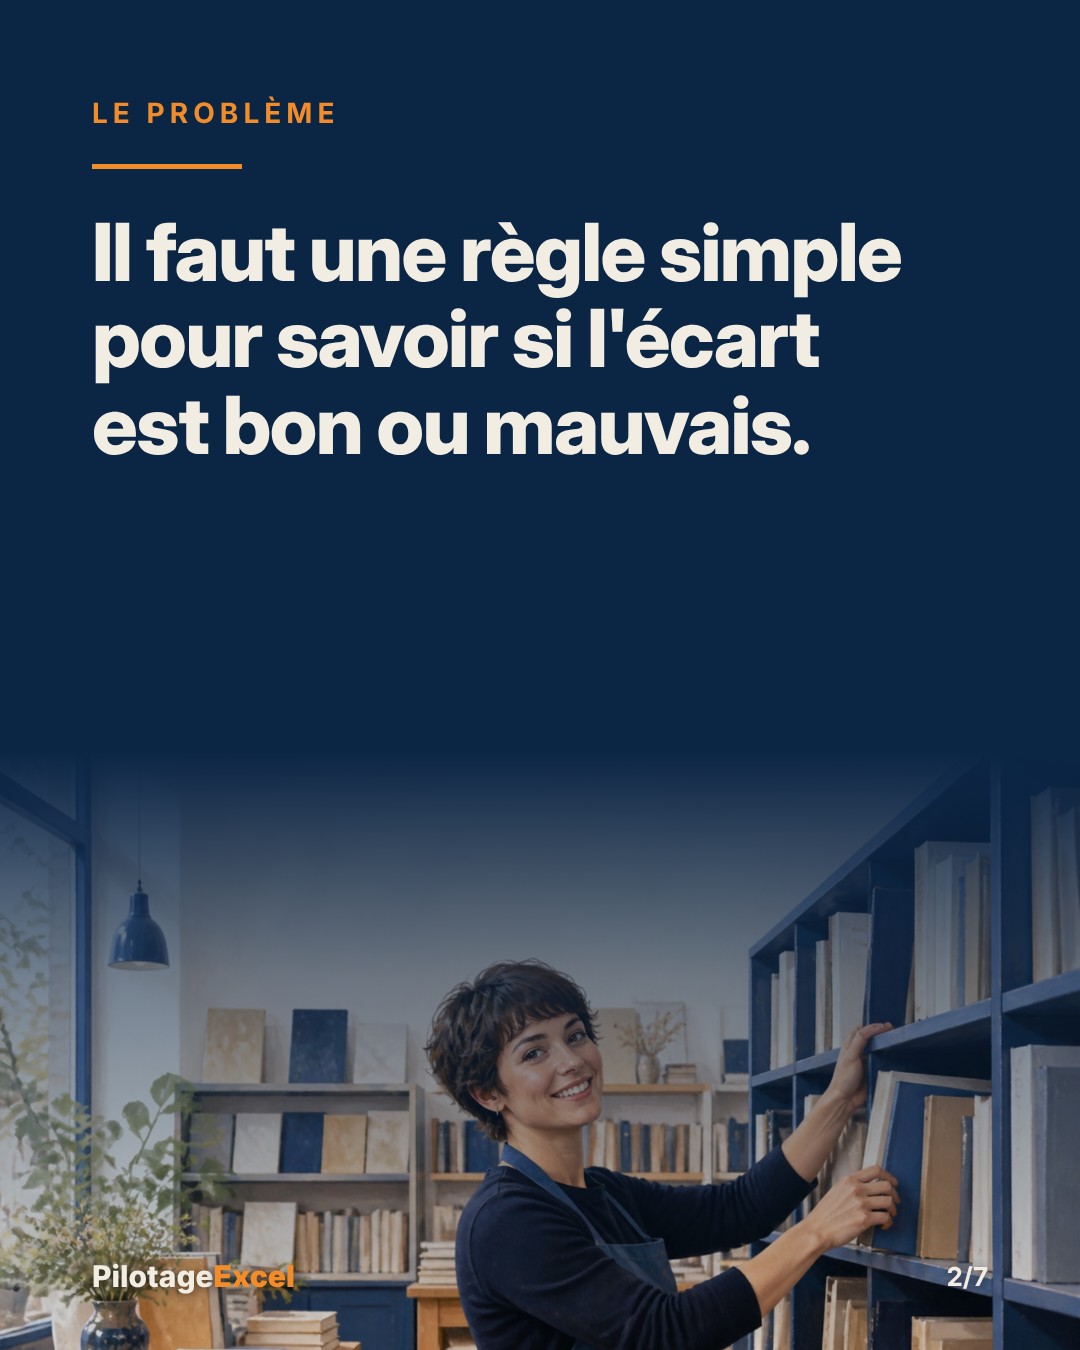 LE PROBLÈME
Il faut une règle simple
pour savoir si l'écart
est bon ou mauvais.
PilotageExcel
2/7